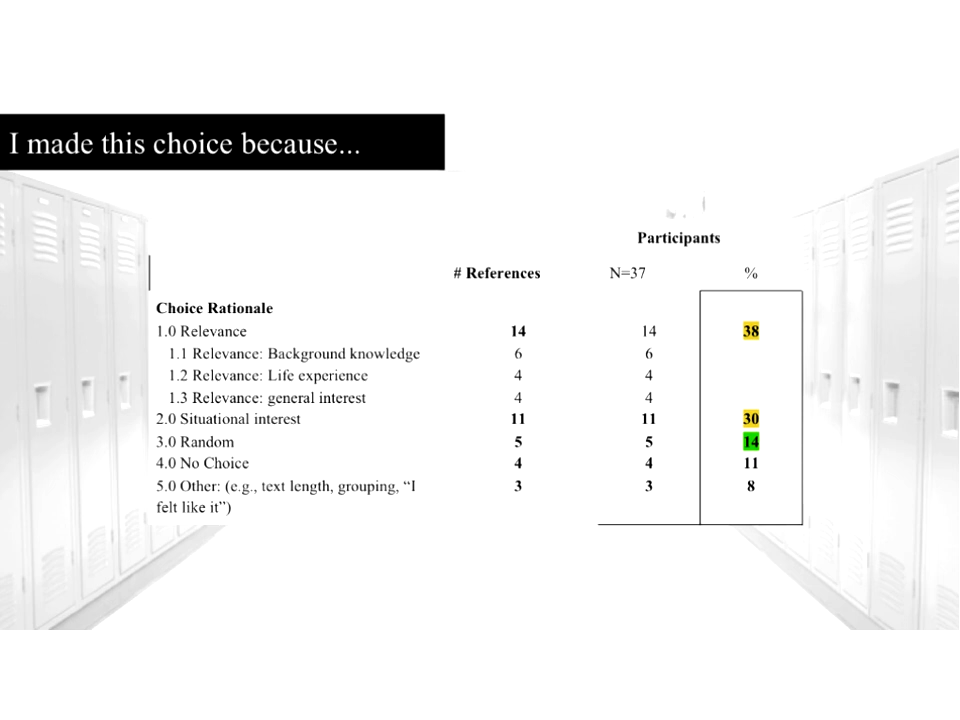 I made this choice because...
Participants
# References N=37 %
Choice Rationale
1.0 Relevance 14 14 38
1.1 Relevance: Background knowledge 6 6
1.2 Relevance: Life experience 4 4
1.3 Relevance: general interest 4 4
2.0 Situational interest 11 11 30
3.0 Random 5 5 14
4.0 No Choice 4 4 11
5.0 Other: (e.g., text length, grouping, “I 3 3 8
felt like it”)